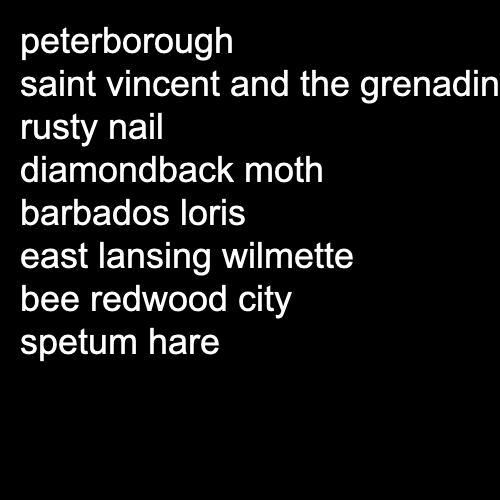 peterborough
saint vincent and the grenadin
rusty nail
diamondback moth
barbados loris
east lansing wilmette
bee redwood city
spetum hare